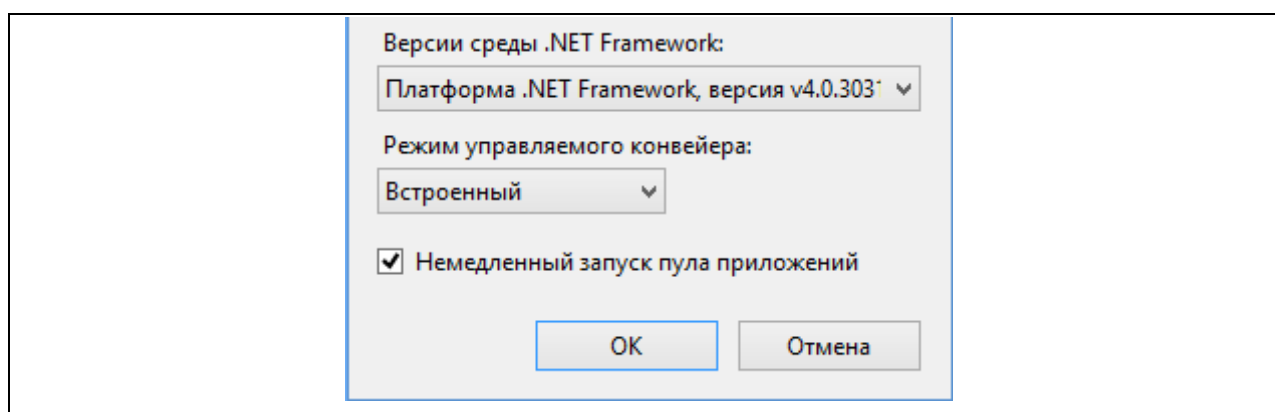 Версии среды .NET Framework:
Платформа .NET Framework, версия v4.0.303
Режим управляемого конвейера:
Встроенный
Немедленный запуск пула приложений
ОК
Отмена